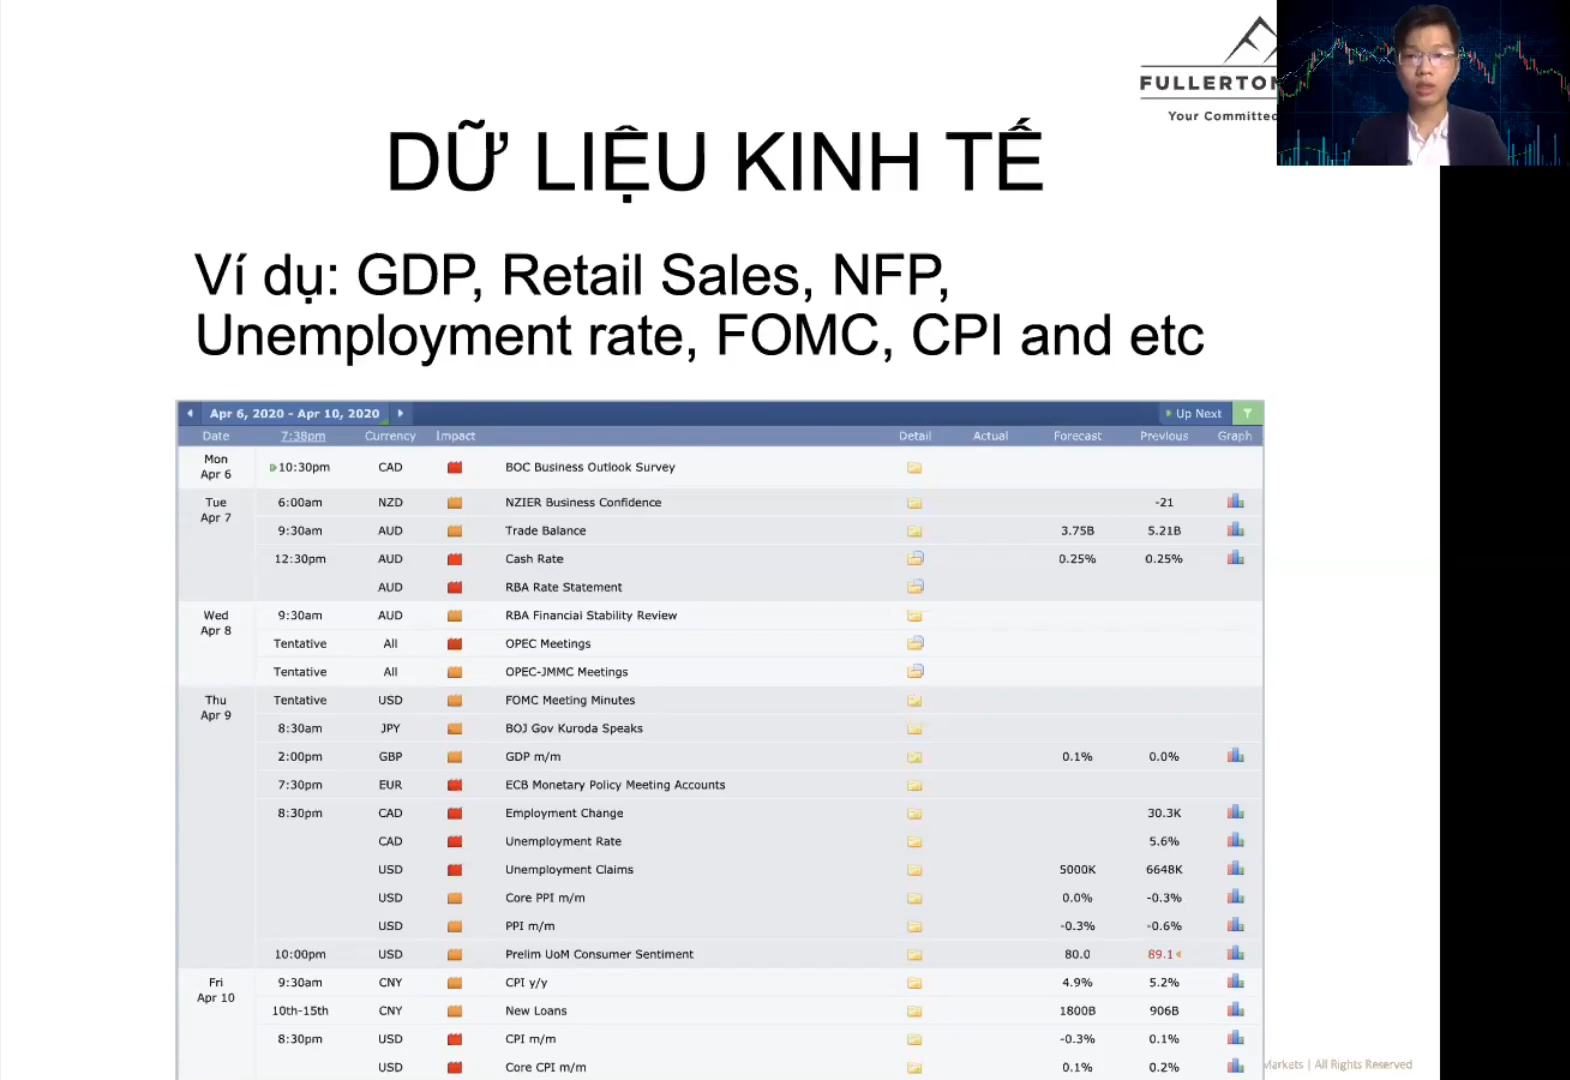 FULLERTON
Your Committed
DỮ LIỆU KINH TẾ
Ví dụ: GDP, Retail Sales, NFP,
Unemployment rate, FOMC, CPI and etc
Apr 6, 2020 - Apr 10, 2020 Up Next
Date 7:38pm Currency Impact Detail Actual Forecast Previous Graph
Mon Apr 6 10:30pm CAD BOC Business Outlook Survey
Tue Apr 7 6:00am NZD NZIER Business Confidence -21
9:30am AUD Trade Balance 3.75B 5.21B
12:30pm AUD Cash Rate 0.25% 0.25%
AUD RBA Rate Statement
Wed Apr 8 9:30am AUD RBA Financial Stability Review
Tentative All OPEC Meetings
Tentative All OPEC-JMMC Meetings
Thu Apr 9 Tentative USD FOMC Meeting Minutes
8:30am JPY BOJ Gov Kuroda Speaks
2:00pm GBP GDP m/m 0.1% 0.0%
7:30pm EUR ECB Monetary Policy Meeting Accounts
8:30pm CAD Employment Change 30.3K
CAD Unemployment Rate 5.6%
USD Unemployment Claims 5000K 6648K
USD Core PPI m/m 0.0% -0.3%
USD PPI m/m -0.3% -0.6%
10:00pm USD Prelim UoM Consumer Sentiment 80.0 89.1
Fri Apr 10 9:30am CNY CPI y/y 4.9% 5.2%
10th-15th CNY New Loans 1800B 906B
8:30pm USD CPI m/m -0.3% 0.1%
USD Core CPI m/m 0.1% 0.2%
Markets | All Rights Reserved